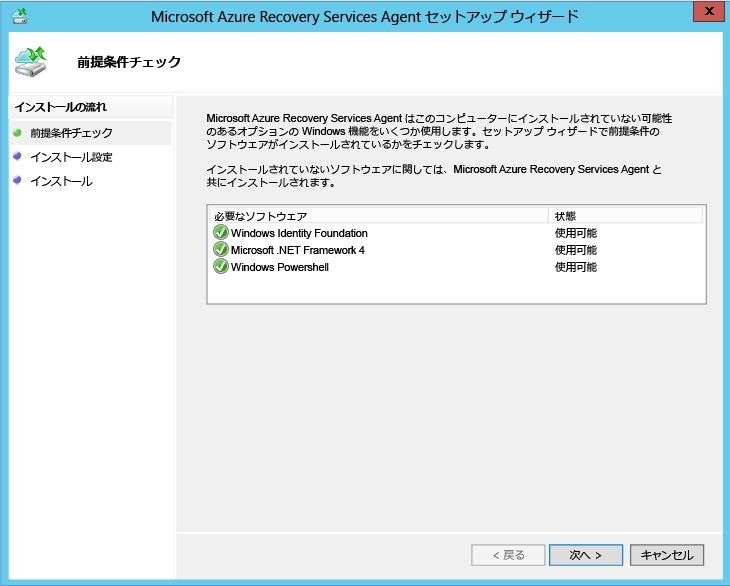 Microsoft Azure Recovery Services Agent セットアップ ウィザード
x
前提条件チェック
インストールの流れ
前提条件チェック
インストール設定
インストール
Microsoft Azure Recovery Services Agent はこのコンピューターにインストールされていない可能性
のあるオプションの Windows 機能をいくつか使用します。セットアップ ウィザードで前提条件の
ソフトウェアがインストールされているかをチェックします。
インストールされていないソフトウェアに関しては、Microsoft Azure Recovery Services Agent と
共にインストールされます。
必要なソフトウェア 状態
Windows Identity Foundation 使用可能
Microsoft .NET Framework 4 使用可能
Windows Powershell 使用可能
< 戻る 次へ > キャンセル